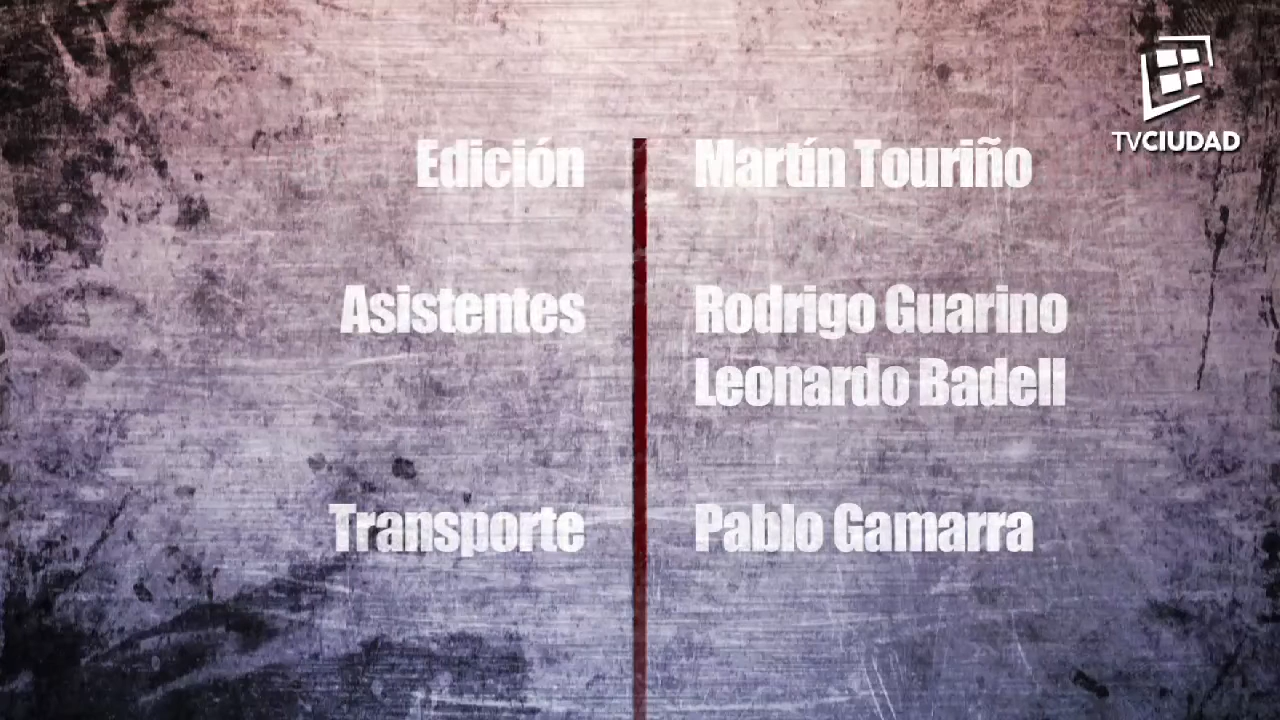 TVCIUDAD
Edición Martín Touriño
Asistentes Rodrigo Guarino
Leonardo Badell
Transporte Pablo Gamarra